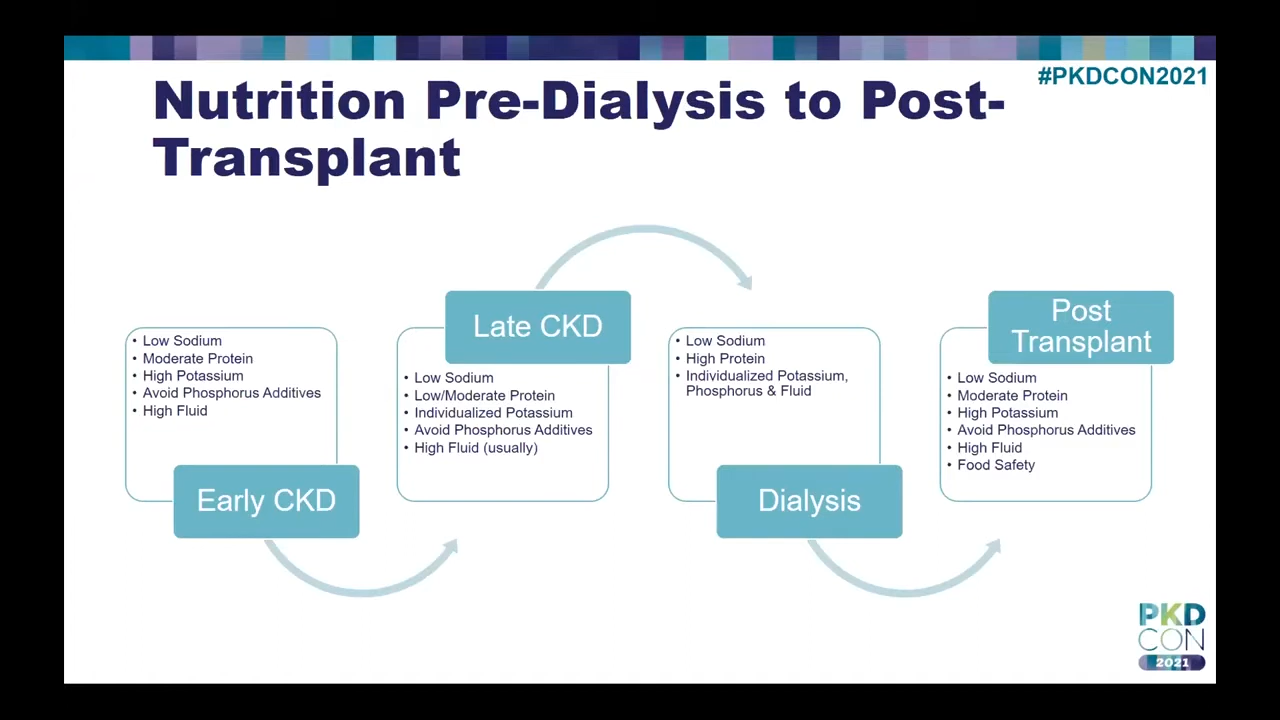 #PKDCON2021
Nutrition Pre-Dialysis to Post-
Transplant
• Low Sodium
• Moderate Protein
• High Potassium
• Avoid Phosphorus Additives
• High Fluid
Early CKD
Late CKD
• Low Sodium
• Low/Moderate Protein
• Individualized Potassium
• Avoid Phosphorus Additives
• High Fluid (usually)
• Low Sodium
• High Protein
• Individualized Potassium,
Phosphorus & Fluid
Dialysis
Post
Transplant
• Low Sodium
• Moderate Protein
• High Potassium
• Avoid Phosphorus Additives
• High Fluid
• Food Safety
PKD
CON
2021